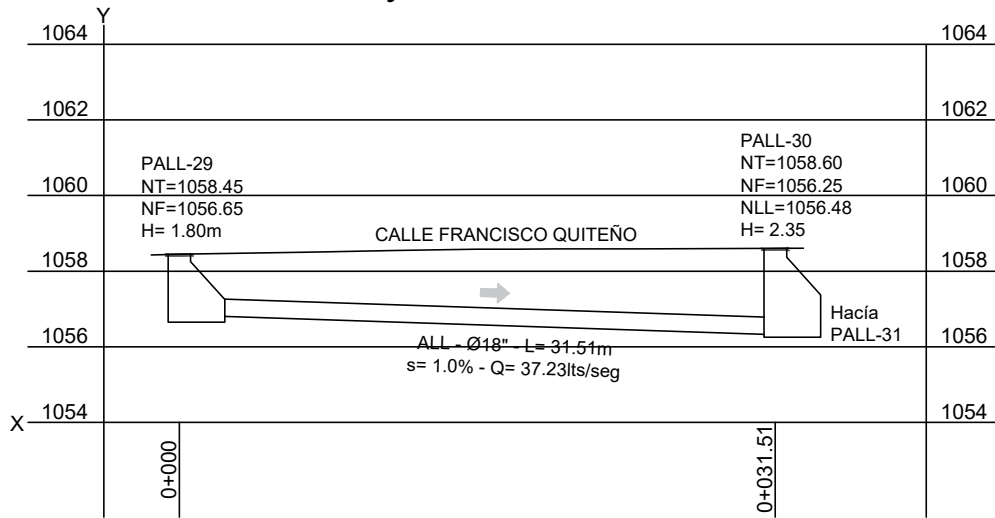 Y
1064
1064
1062
1062
PALL-29
NT=1058.45
NF=1056.65
H= 1.80m
PALL-30
NT=1058.60
NF=1056.25
NLL=1056.48
H= 2.35
1060
1060
CALLE FRANCISCO QUITEÑO
1058
1058
Hacía
PALL-31
1056
1056
ALL - Ø18" - L= 31.51m
s= 1.0% - Q= 37.23lts/seg
X
1054
1054
0+000
0+031.51